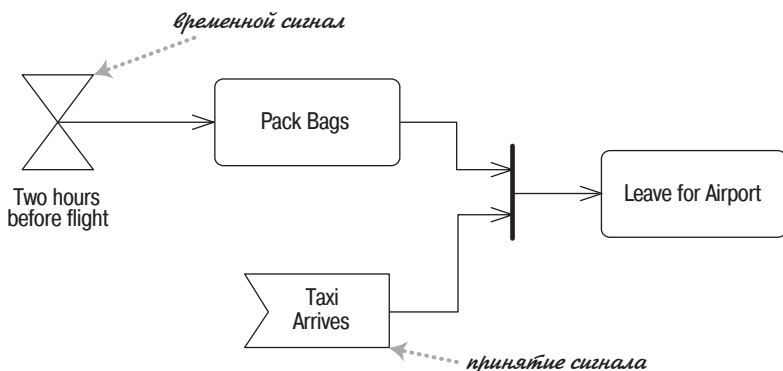 временной сигнал
Pack Bags
Two hours
before flight
Leave for Airport
Taxi
Arrives
принятие сигнала